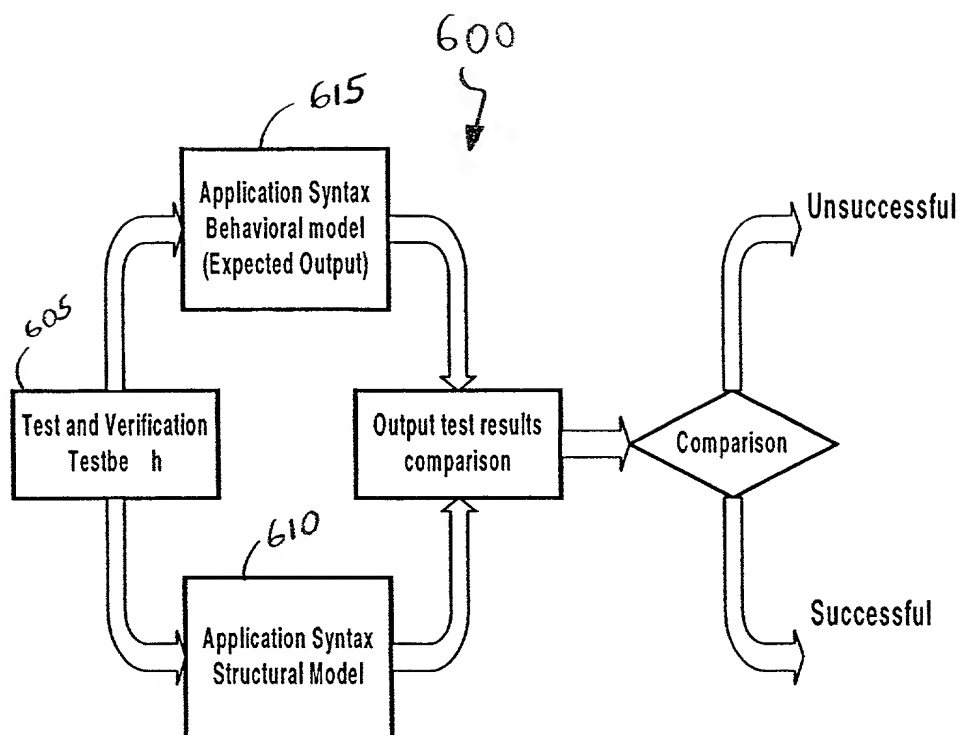 600
615
Application Syntax
Behavioral model
(Expected Output)
Unsuccessful
605
Test and Verification
Testbe h
Output test results
comparison
Comparison
610
Application Syntax
Structural Model
Successful